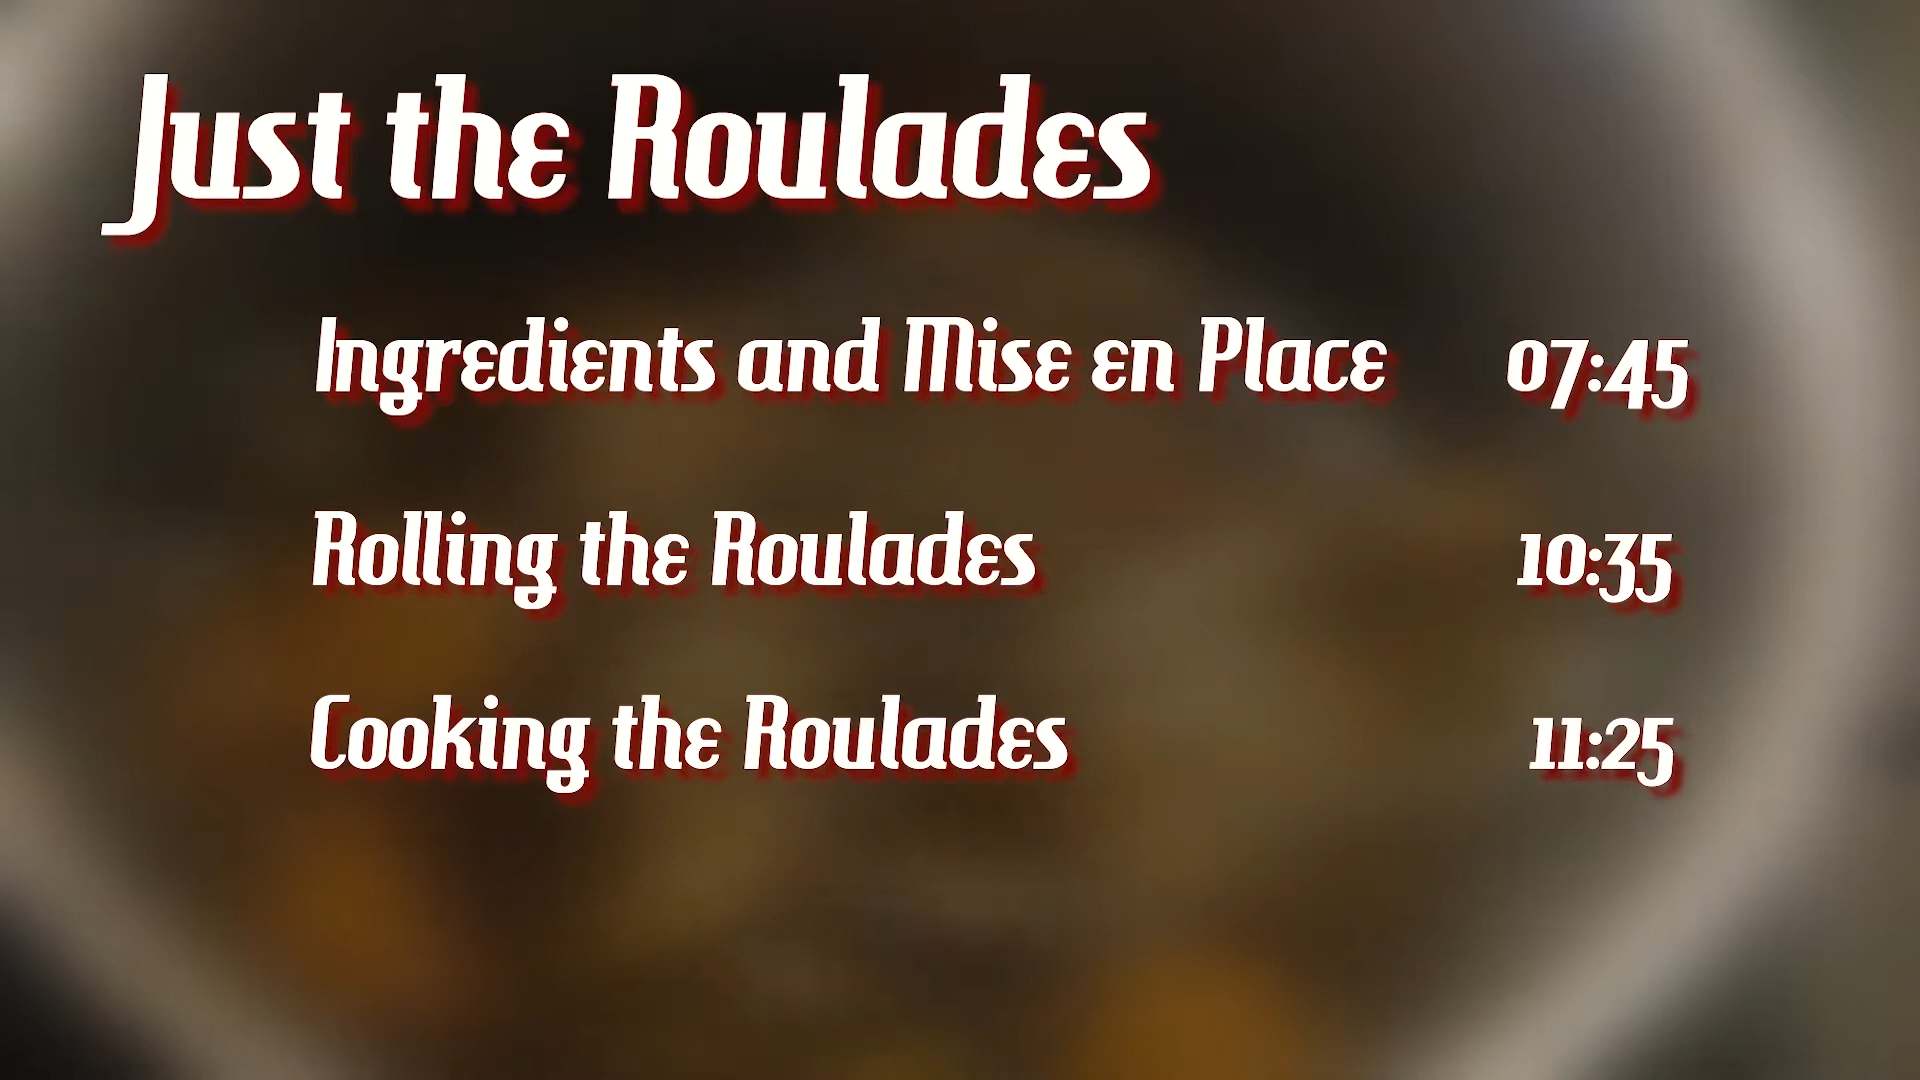 Just the Roulades
Ingredients and Mise en Place 07:45
Rolling the Roulades 10:35
Cooking the Roulades 11:25